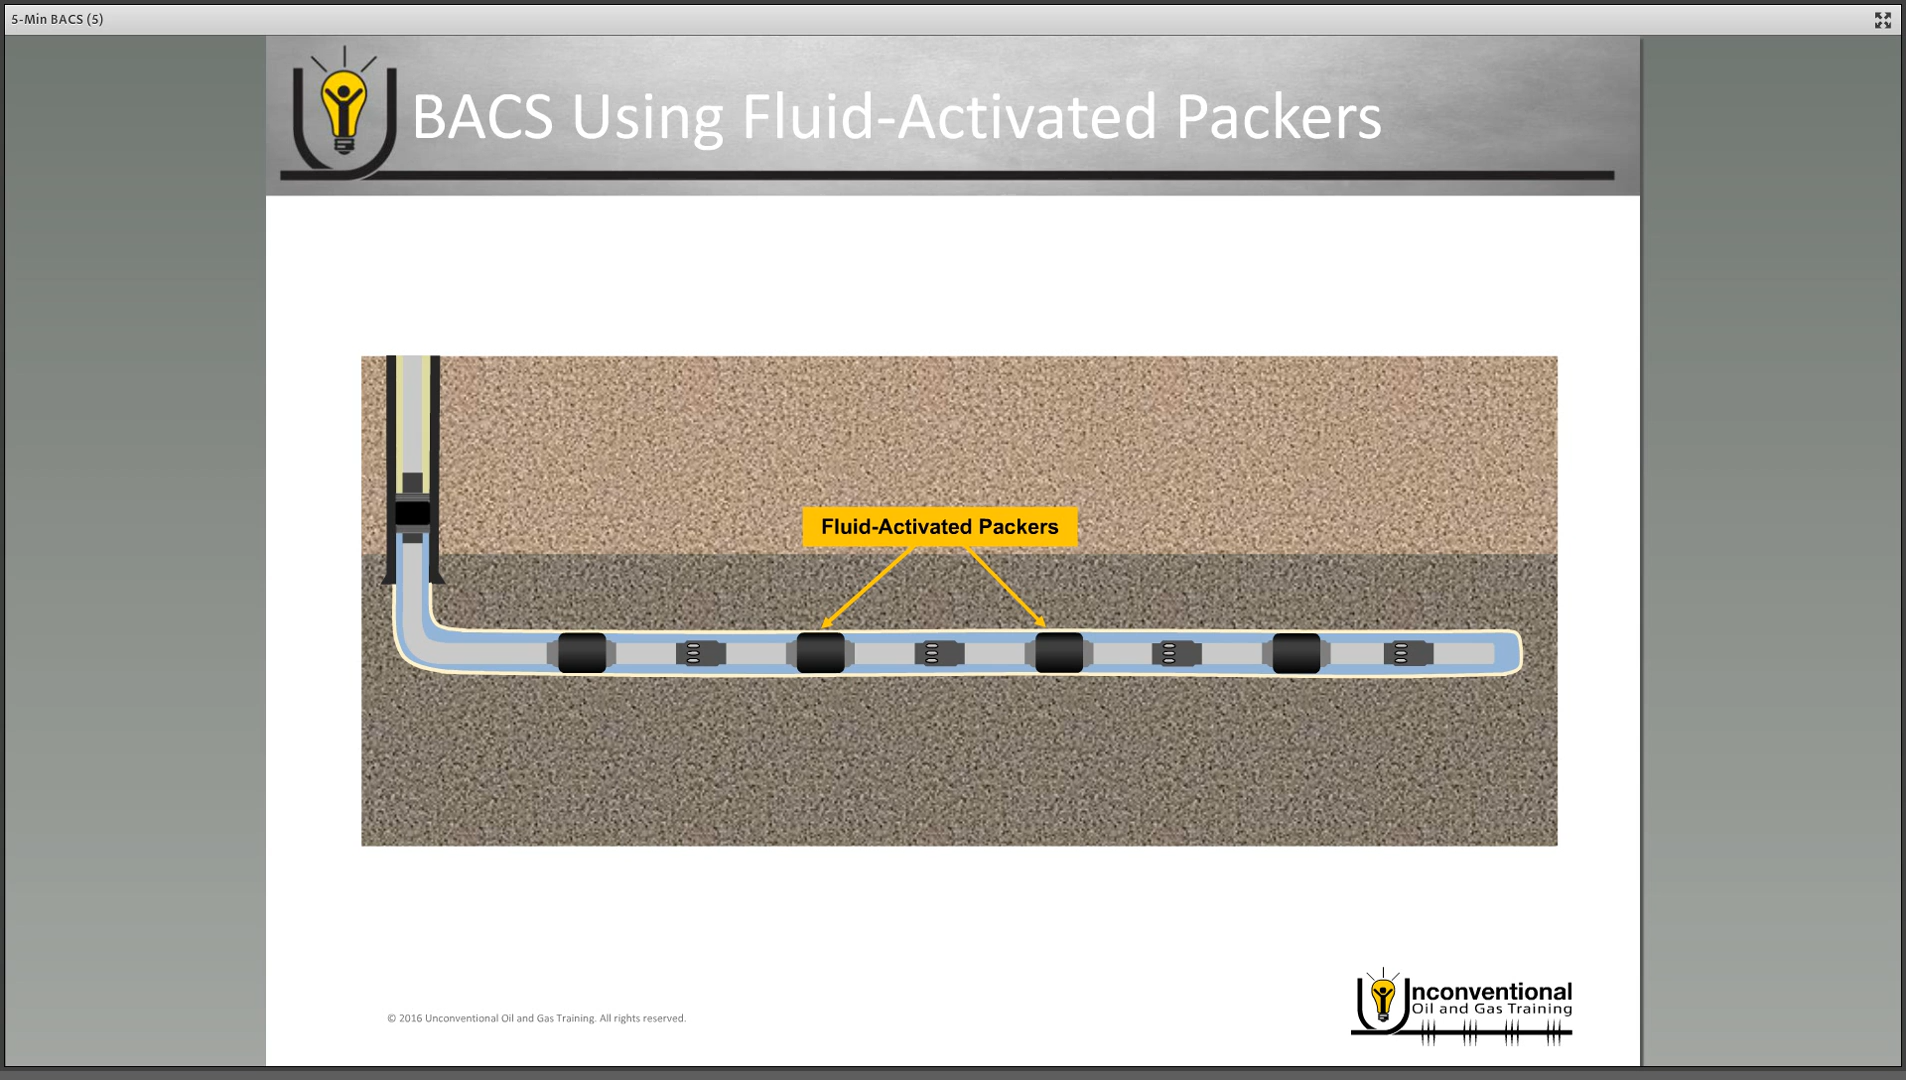 5-Min BACS (5)
BACS Using Fluid-Activated Packers
Fluid-Activated Packers
© 2016 Unconventional Oil and Gas Training. All rights reserved.
Unconventional
Oil and Gas Training